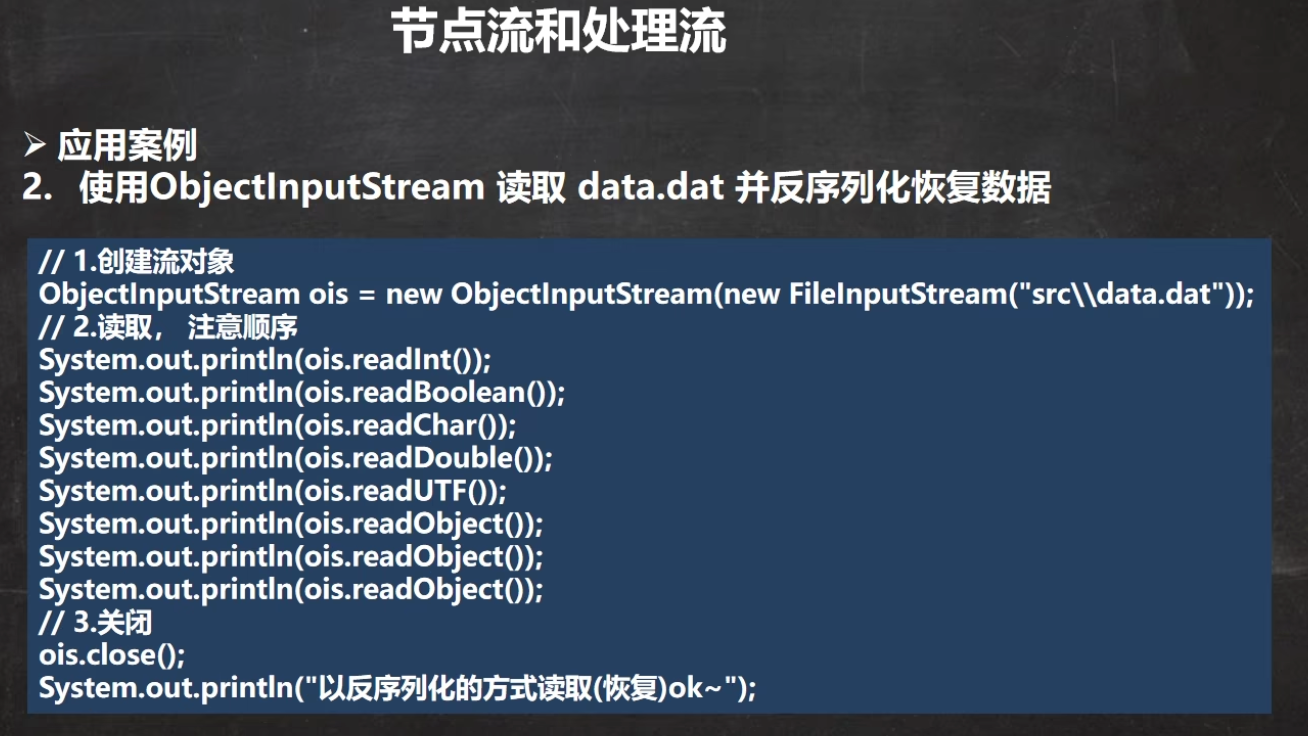 节点流和处理流
➢ 应用案例
2. 使用ObjectInputStream 读取 data.dat 并反序列化恢复数据
// 1.创建流对象
ObjectInputStream ois = new ObjectInputStream(new FileInputStream("src\\data.dat"));
// 2.读取， 注意顺序
System.out.println(ois.readInt());
System.out.println(ois.readBoolean());
System.out.println(ois.readChar());
System.out.println(ois.readDouble());
System.out.println(ois.readUTF());
System.out.println(ois.readObject());
System.out.println(ois.readObject());
System.out.println(ois.readObject());
// 3.关闭
ois.close();
System.out.println("以反序列化的方式读取(恢复)ok~");